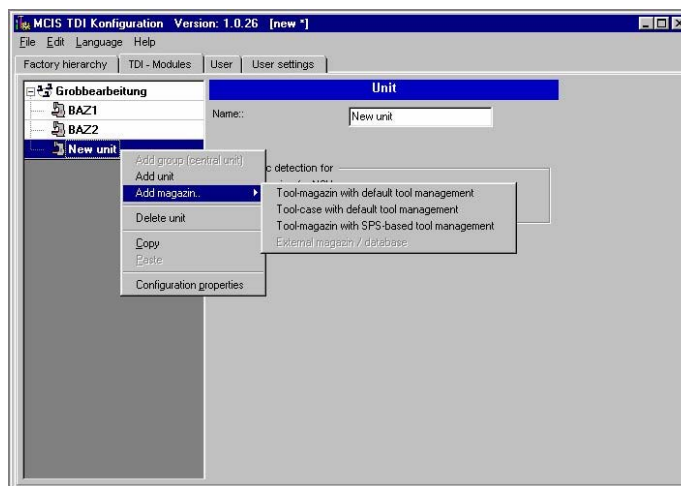 MCIS TDI Konfiguration Version: 1.0.26 [new *]
File Edit Language Help
Factory hierarchy TDI - Modules User User settings
Grobbearbeitung
BAZ1
BAZ2
New unit
Unit
Name::
New unit
c detection for
Add group (central unit)
Add unit
Add magazin..
Delete unit
Copy
Paste
Configuration properties
Tool-magazin with default tool management
Tool-case with default tool management
Tool-magazin with SPS-based tool management
External magazin / database